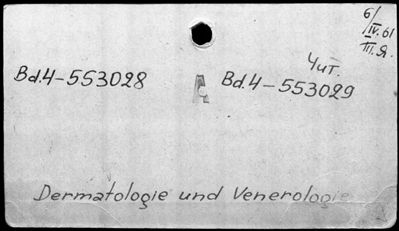 6/IV.61
П.Я.
Чит.
Bd.4-553028
Bd.4-553029
Dermatologie und Venerologie